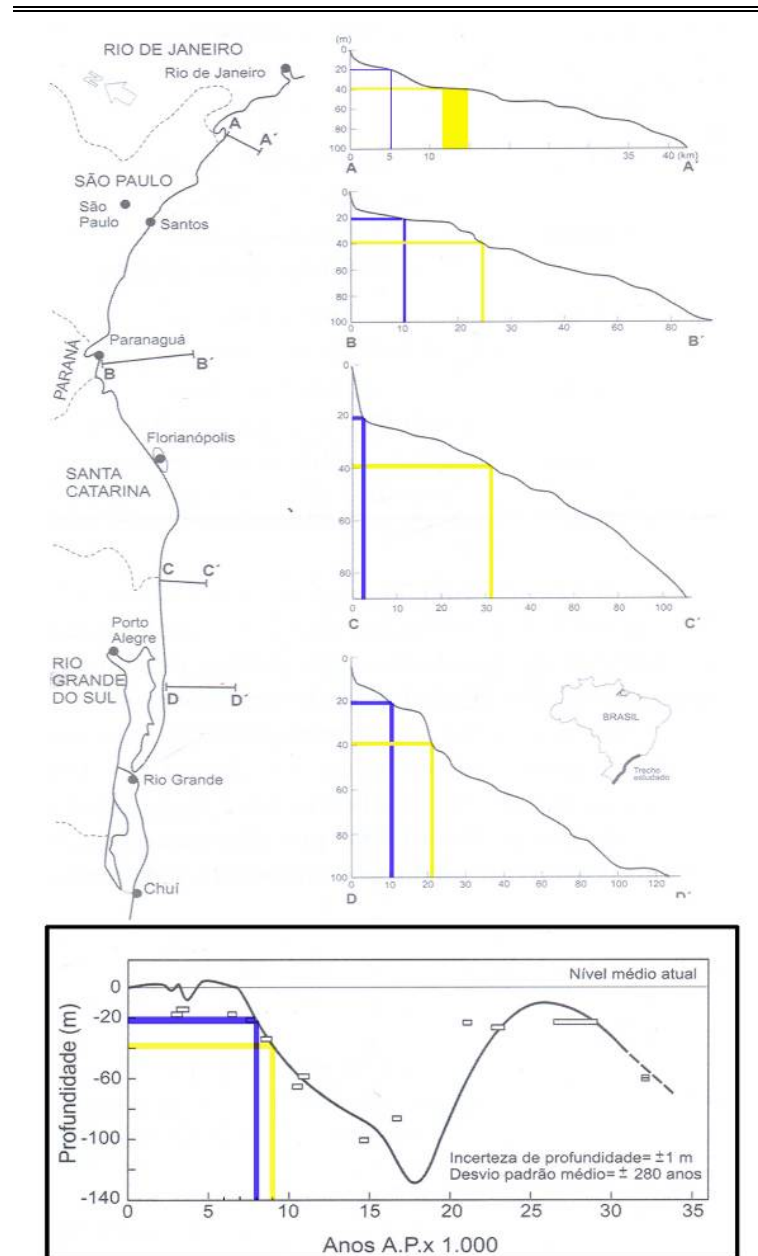 RIO DE JANEIRO
Rio de Janeiro
N
A
A´
SÃO PAULO
São
Paulo
Santos
PARANÁ
Paranaguá
B
B´
Florianópolis
SANTA
CATARINA
C
C´
Porto
Alegre
RIO
GRANDE
DO SUL
D
D´
Rio Grande
Chuí
(m)
0
20
40
60
80
100
0
5
10
35
40 (km)
A
A´
0
20
40
60
80
100
0
10
20
30
40
60
80
B
B´
0
20
40
60
80
0
10
20
30
40
60
80
100
C
C´
0
20
40
60
80
100
0
10
20
30
40
60
80
100
120
D
D´
BRASIL
Trecho
estudado
Nível médio atual
Profundidade (m)
0
-20
-60
-100
-140
Incerteza de profundidade= ±1 m
Desvio padrão médio= ± 280 anos
0
5
10
15
20
25
30
35
Anos A.P.x 1.000